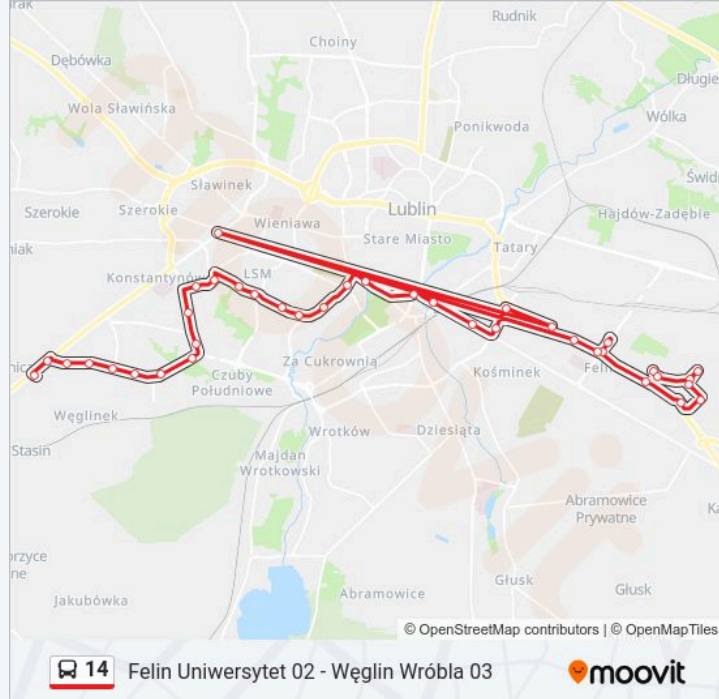 Rudnik
Choiny
Dębówka
Wola Sławińska
Ponikwoda
Wólka
Sławinek
Szerokie
Szerokie
Wieniawa
Lublin
Hajdów-Zadębie
Stare Miasto
Tatary
Konstantynów
LSM
Za Cukrownią
Felin
Czuby
Południowe
Kośminek
Węglinek
Wrotków
Dziesiąta
Stasin
Majdan
Wrotkowski
Abramowice
Prywatne
Głusk
Głusk
Abramowice
Jakubówka
© OpenStreetMap contributors | © OpenMapTiles
14 Felin Uniwersytet 02 - Węglin Wróbla 03
moovit